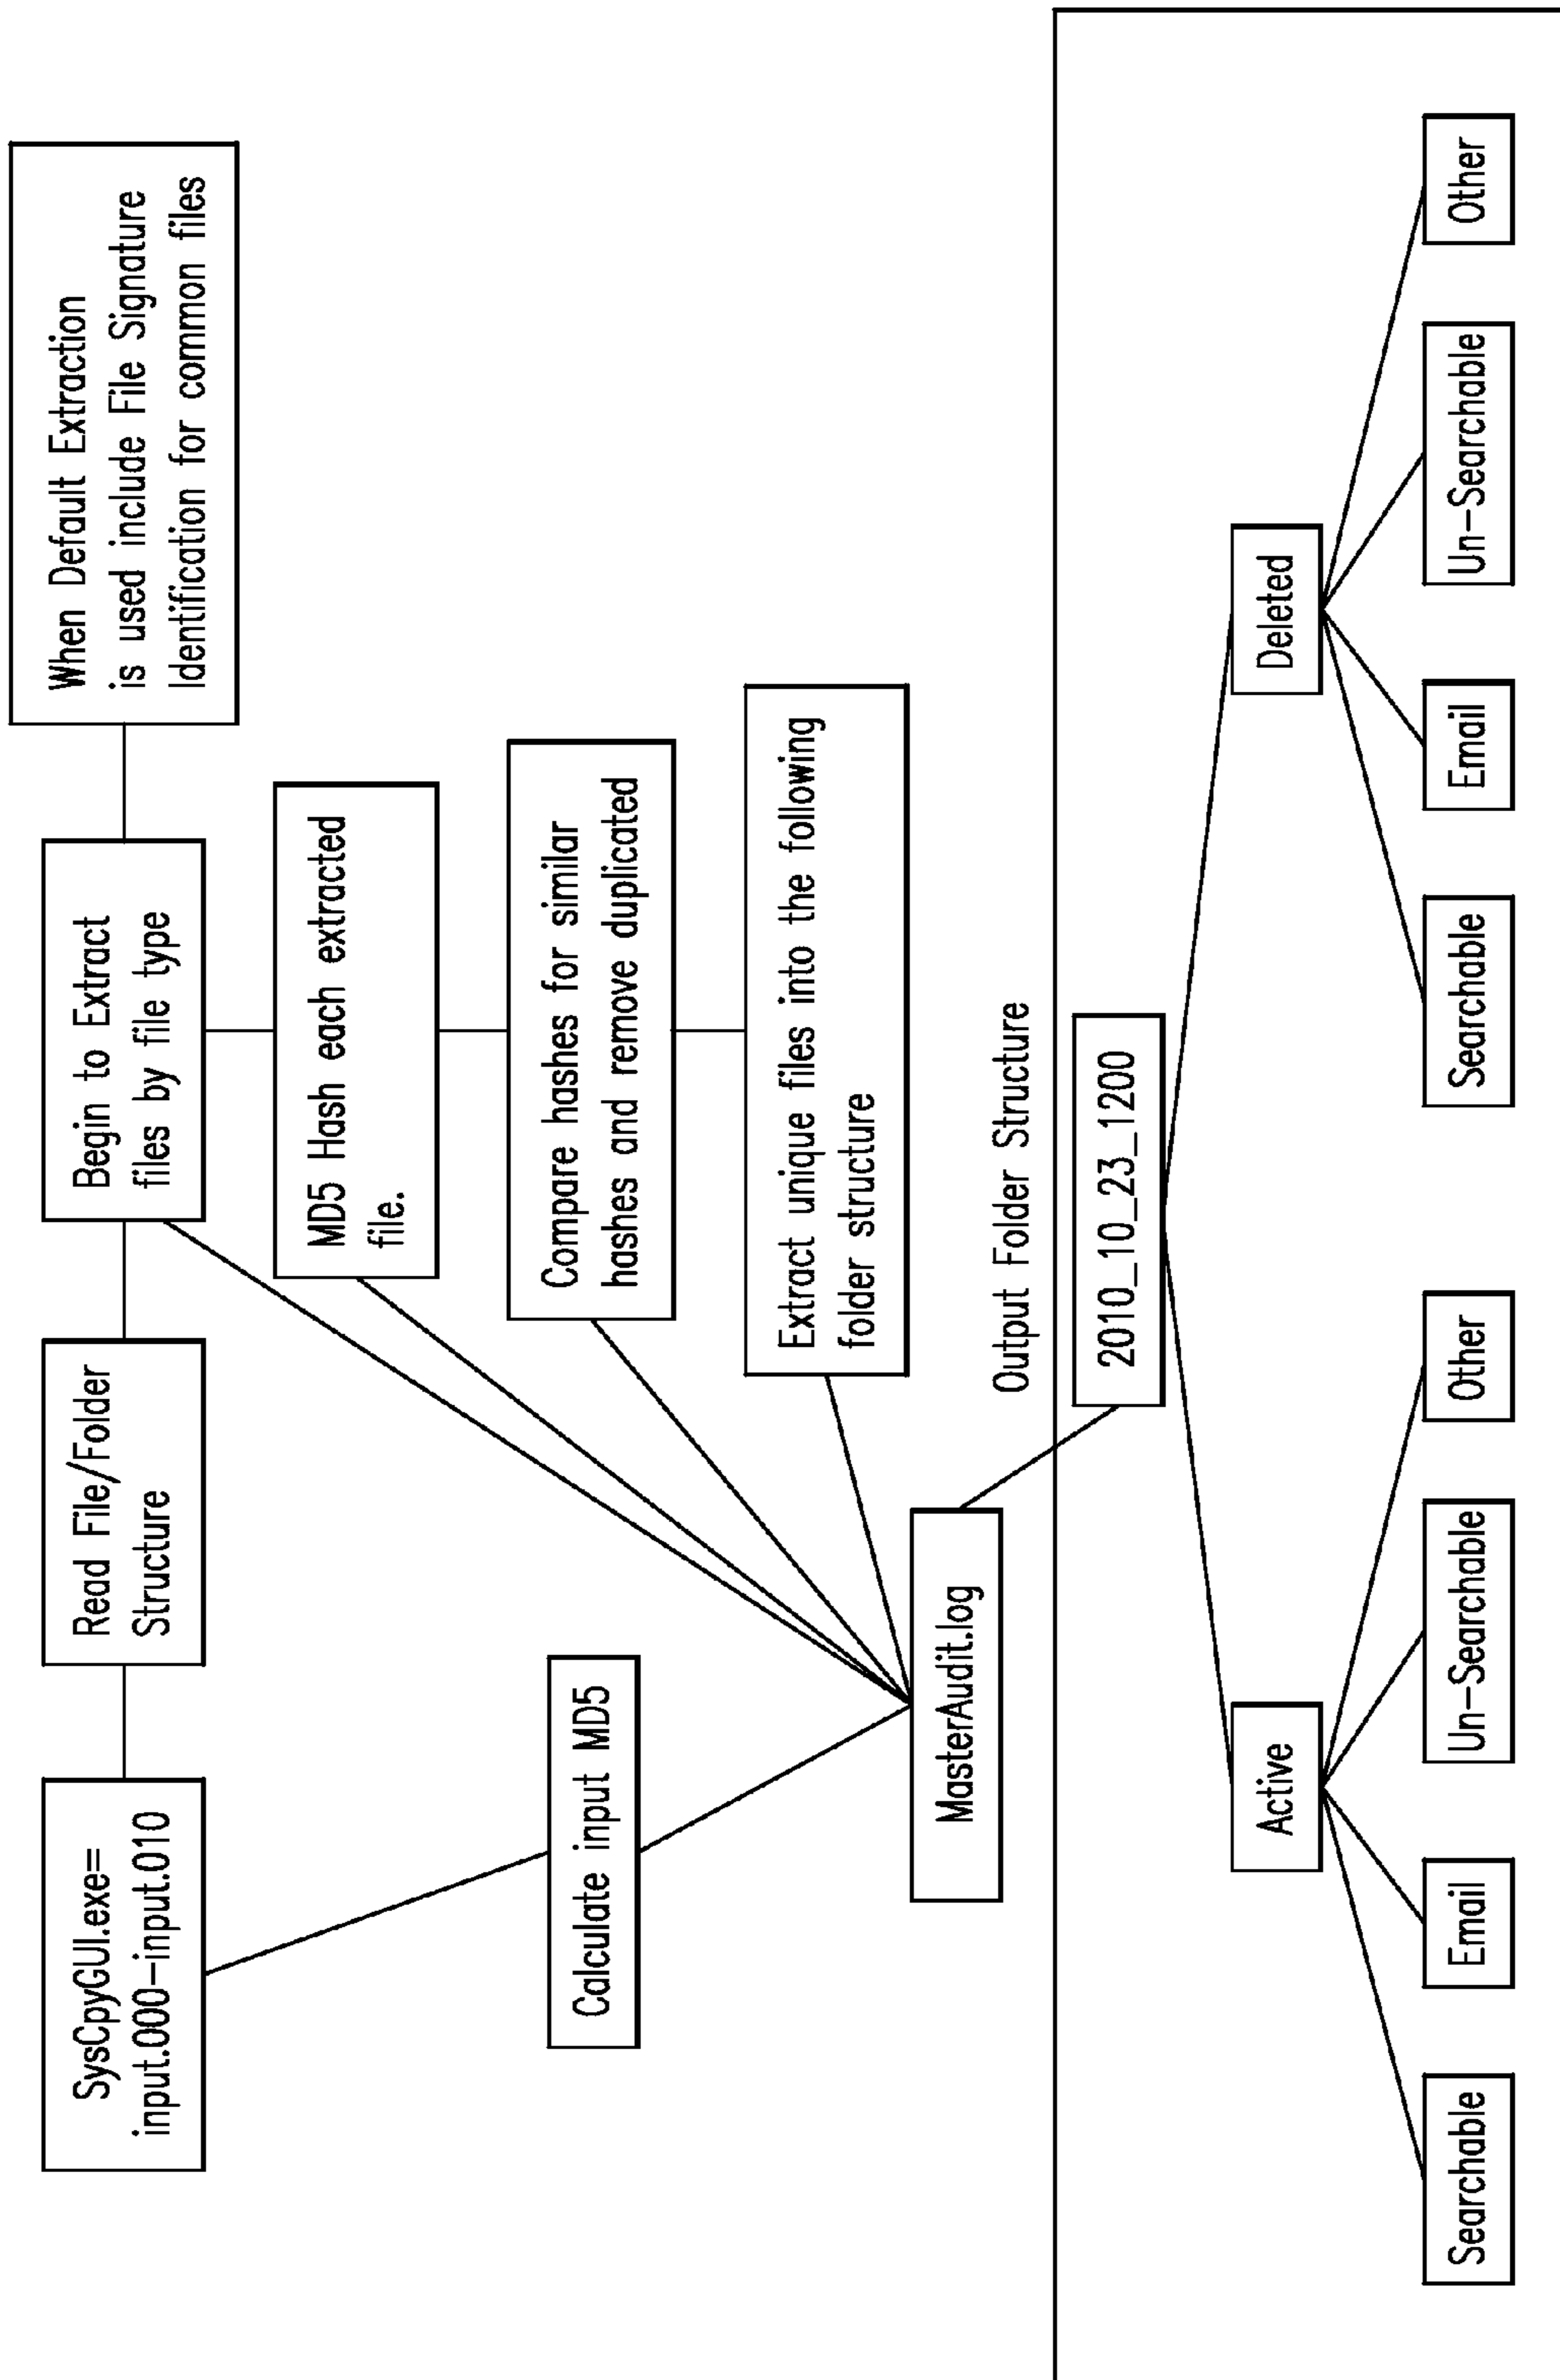 SysCpyGUI.exe=
input.000-input.010
Read File/Folder
Structure
Begin to Extract
files by file type
When Default Extraction
is used include File Signature
Identification for common files
MD5 Hash each extracted
file.
Compare hashes for similar
hashes and remove duplicated
Extract unique files into the following
folder structure
Calculate input MD5
MasterAudit.log
Output Folder Structure
2010_10_23_1200
Active
Deleted
Searchable
Email
Un-Searchable
Other
Searchable
Email
Un-Searchable
Other